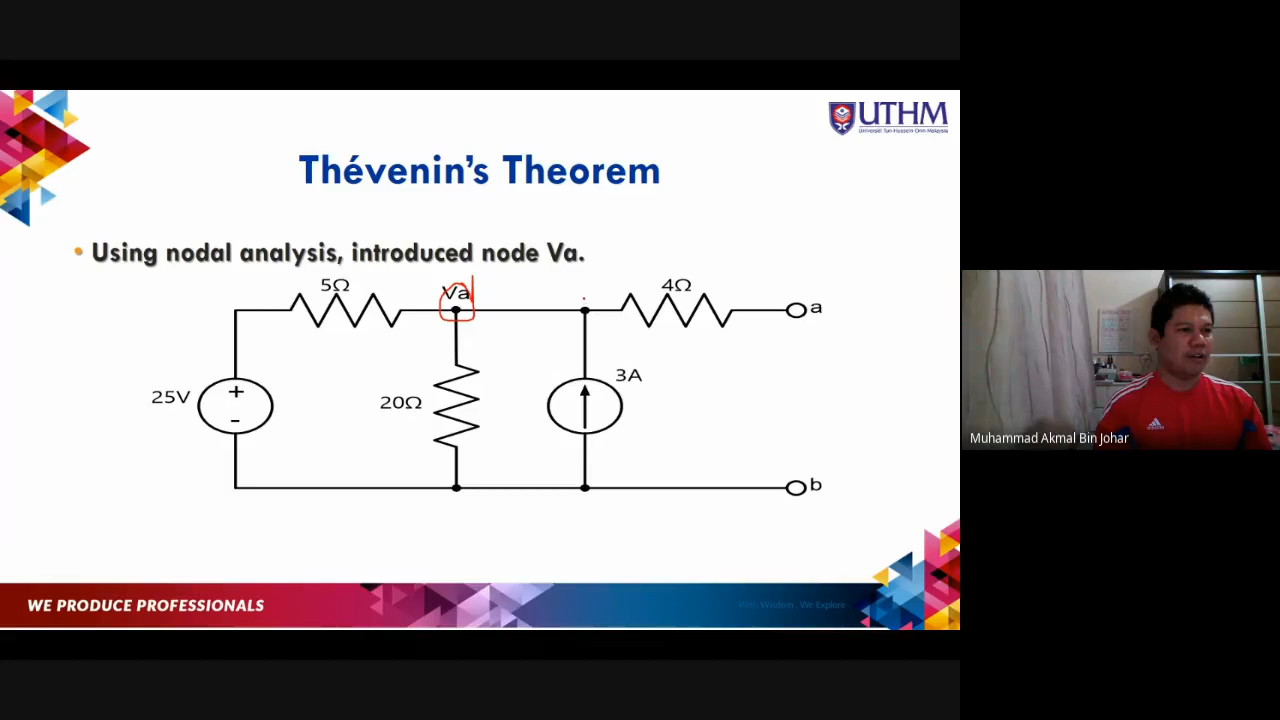 UTHM
Universiti Tun Hussein Onn Malaysia
Thévenin's Theorem
• Using nodal analysis, introduced node Va.
5Ω
Va
4Ω
a
25V
+
-
20Ω
3A
b
Muhammad Akmal Bin Johar
WE PRODUCE PROFESSIONALS
With Wisdom, We Explore